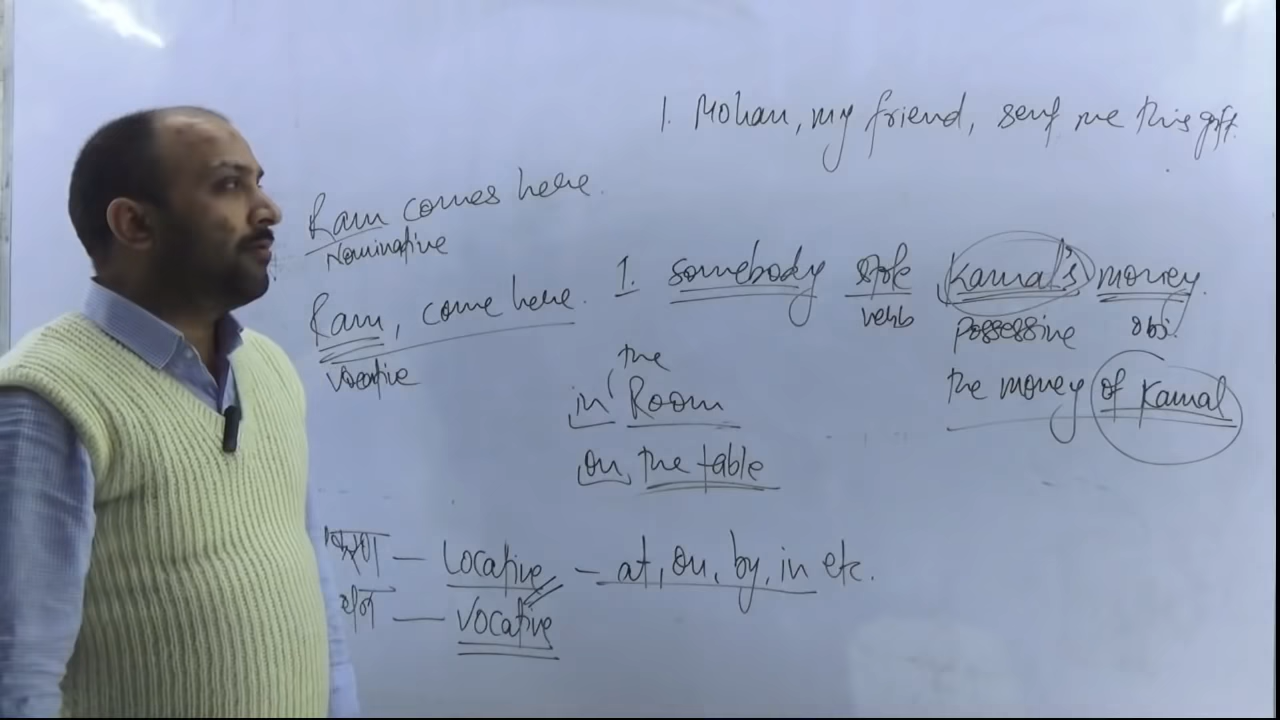 1. Mohan, my friend, sent me this gift.
Ram comes here.
Nominative
Ram, come here.
Vocative
1. somebody stole Kamal's money.
verb possessive obj.
the money of Kamal
the
in Room
on the table
— Locative — at, on, by, in etc.
— Vocative